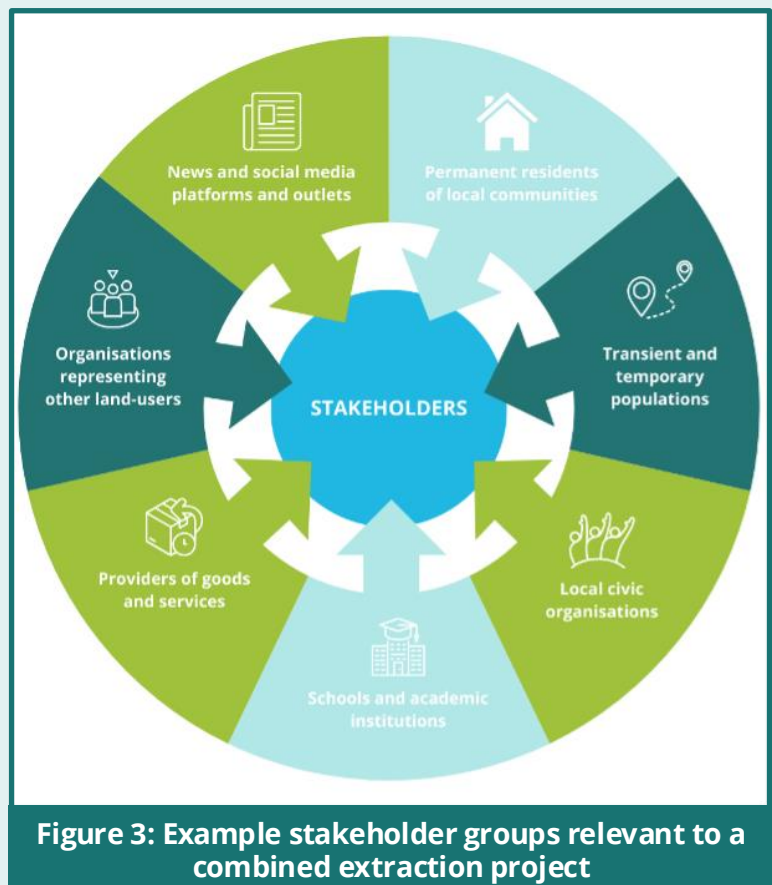 News and social media
platforms and outlets
Permanent residents
of local communities
Organisations
representing
other land-users
STAKEHOLDERS
Transient and
temporary
populations
Providers of goods
and services
Local civic
organisations
Schools and academic
institutions
Figure 3: Example stakeholder groups relevant to a
combined extraction project